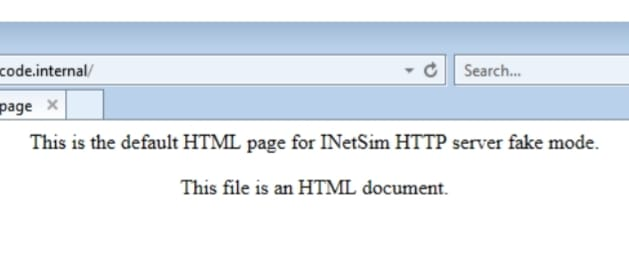 code.internal/
Search...
page
This is the default HTML page for INetSim HTTP server fake mode.
This file is an HTML document.